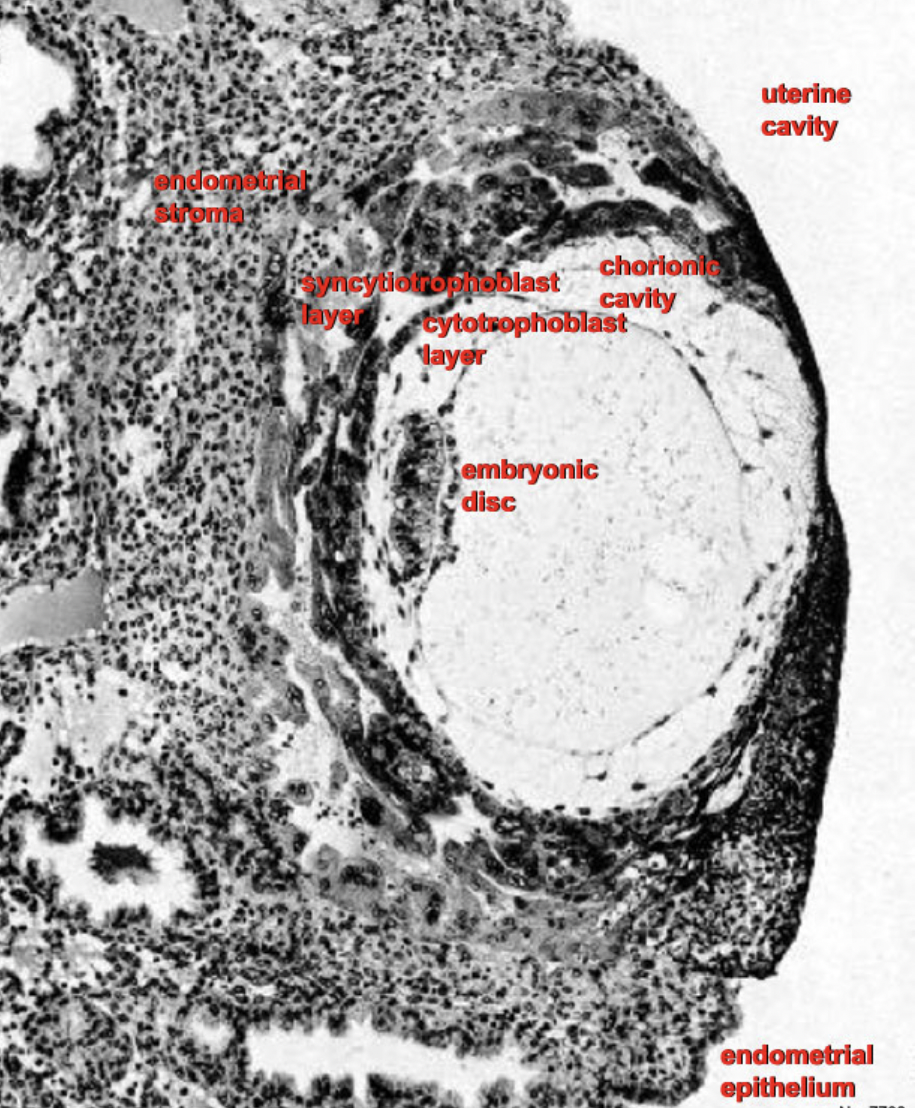 uterine
cavity
endometrial
stroma
chorionic
cavity
syncytiotrophoblast
layer
cytotrophoblast
layer
embryonic
disc
endometrial
epithelium